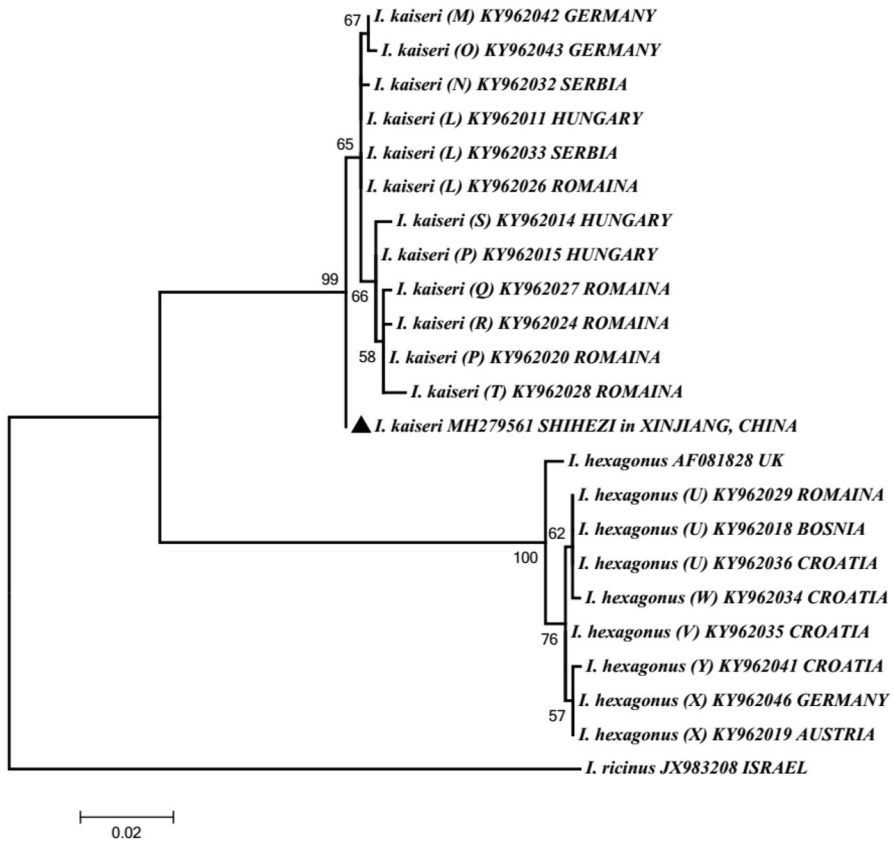 67
I. kaiseri (M) KY962042 GERMANY
I. kaiseri (O) KY962043 GERMANY
I. kaiseri (N) KY962032 SERBIA
I. kaiseri (L) KY962011 HUNGARY
65
I. kaiseri (L) KY962033 SERBIA
I. kaiseri (L) KY962026 ROMAINA
I. kaiseri (S) KY962014 HUNGARY
I. kaiseri (P) KY962015 HUNGARY
99
66
I. kaiseri (Q) KY962027 ROMAINA
I. kaiseri (R) KY962024 ROMAINA
58
I. kaiseri (P) KY962020 ROMAINA
I. kaiseri (T) KY962028 ROMAINA
I. kaiseri MH279561 SHIHEZI in XINJIANG, CHINA
I. hexagonus AF081828 UK
I. hexagonus (U) KY962029 ROMAINA
62
I. hexagonus (U) KY962018 BOSNIA
100
I. hexagonus (U) KY962036 CROATIA
I. hexagonus (W) KY962034 CROATIA
76
I. hexagonus (V) KY962035 CROATIA
I. hexagonus (Y) KY962041 CROATIA
I. hexagonus (X) KY962046 GERMANY
57
I. hexagonus (X) KY962019 AUSTRIA
I. ricinus JX983208 ISRAEL
0.02